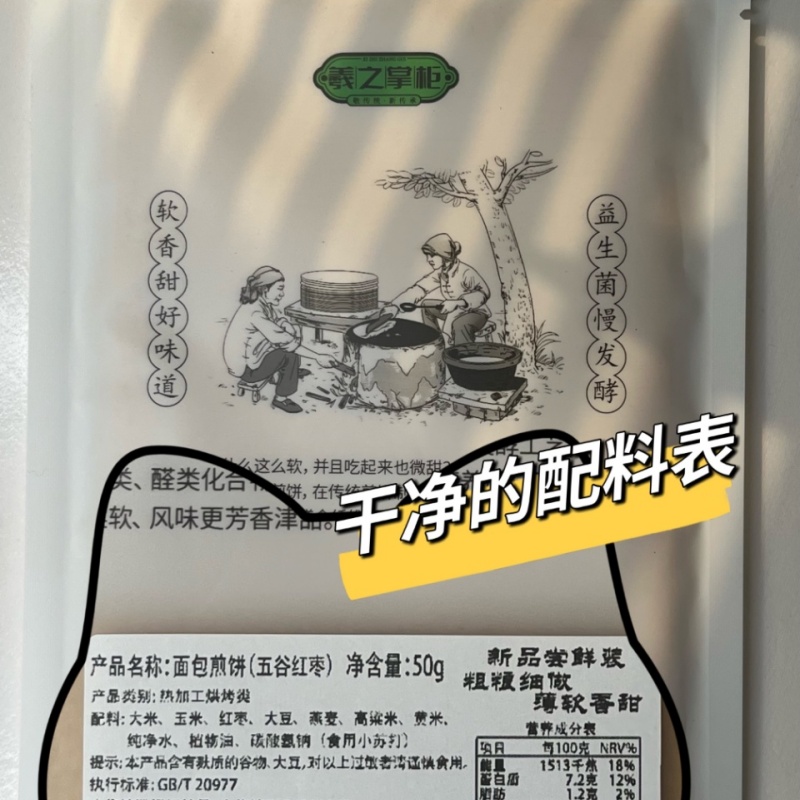 羲之掌柜
软香甜好味道
益生菌慢发酵
么这么软，并且吃起来也微甜
类、醛类化合
煎饼，在传统
软、风味更芳香津
干净的配料表
产品名称：面包煎饼（五谷红枣） 净含量：50g
产品类别：热加工烘烤类
配料：大米、玉米、红枣、大豆、燕麦、高粱米、黄米、
纯净水、植物油、碳酸氢钠（食用小苏打）
提示：本产品含有麸质的谷物、大豆，对以上过敏者请谨慎食用。
执行标准：GB/T 20977
新品尝鲜装
粗粮细做
薄软香甜
营养成分表
项目 每100克 NRV%
能量 1513千焦 18%
蛋白质 7.2克 12%
脂肪 1.2克 2%